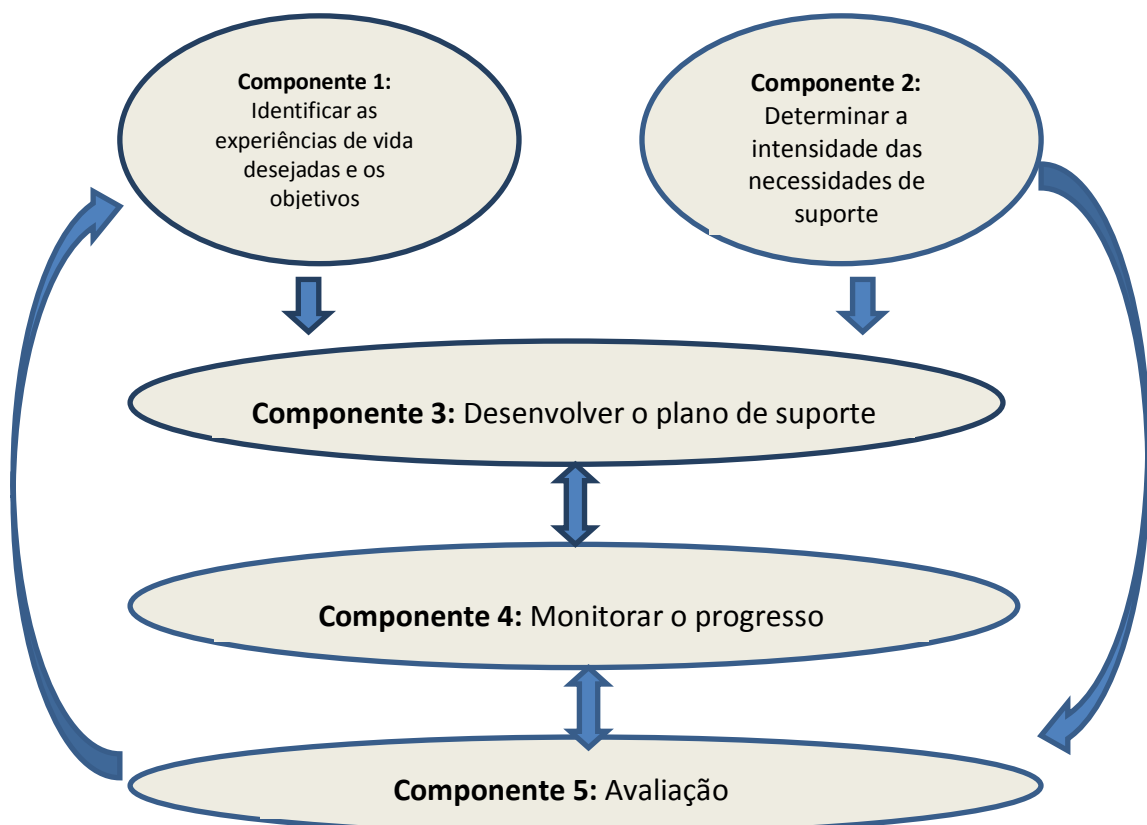 Componente 1:
Identificar as
experiências de vida
desejadas e os
objetivos
Componente 2:
Determinar a
intensidade das
necessidades de
suporte
Componente 3: Desenvolver o plano de suporte
Componente 4: Monitorar o progresso
Componente 5: Avaliação